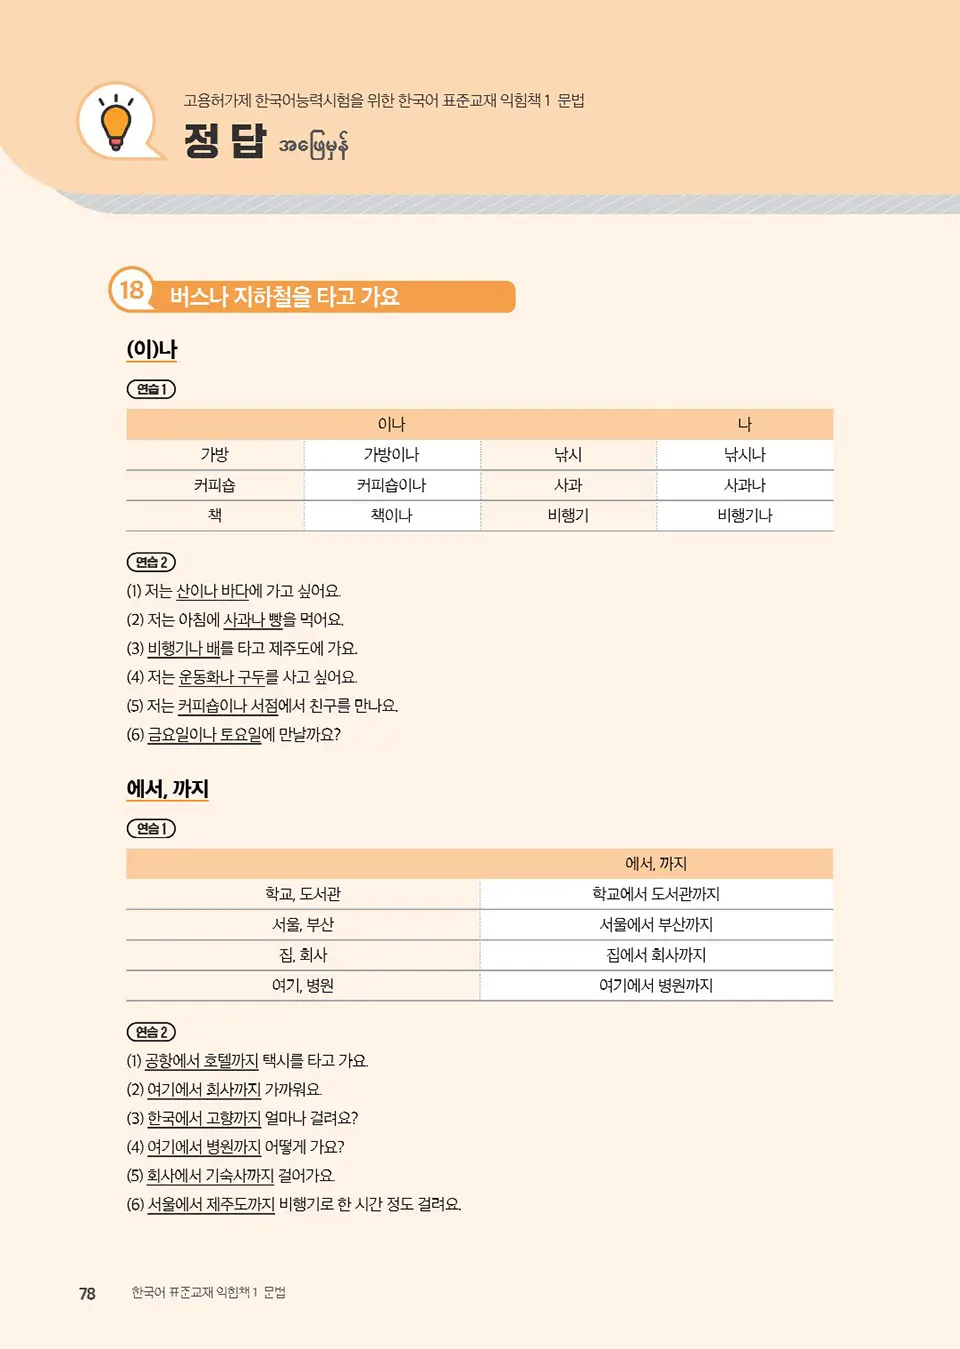 고용허가제 한국어능력시험을 위한 한국어 표준교재 익힘책 1 문법
정답 အဖြေမှန်
18 버스나 지하철을 타고 가요
(이)나
연습 1
이나 나
가방 가방이나 낚시 낚시나
커피숍 커피숍이나 사과 사과나
책 책이나 비행기 비행기나
연습 2
(1) 저는 산이나 바다에 가고 싶어요.
(2) 저는 아침에 사과나 빵을 먹어요.
(3) 비행기나 배를 타고 제주도에 가요.
(4) 저는 운동화나 구두를 사고 싶어요.
(5) 저는 커피숍이나 서점에서 친구를 만나요.
(6) 금요일이나 토요일에 만날까요?
에서, 까지
연습 1
에서, 까지
학교, 도서관 학교에서 도서관까지
서울, 부산 서울에서 부산까지
집, 회사 집에서 회사까지
여기, 병원 여기에서 병원까지
연습 2
(1) 공항에서 호텔까지 택시를 타고 가요.
(2) 여기에서 회사까지 가까워요.
(3) 한국에서 고향까지 얼마나 걸려요?
(4) 여기에서 병원까지 어떻게 가요?
(5) 회사에서 기숙사까지 걸어가요.
(6) 서울에서 제주도까지 비행기로 한 시간 정도 걸려요.
78 한국어 표준교재 익힘책 1 문법